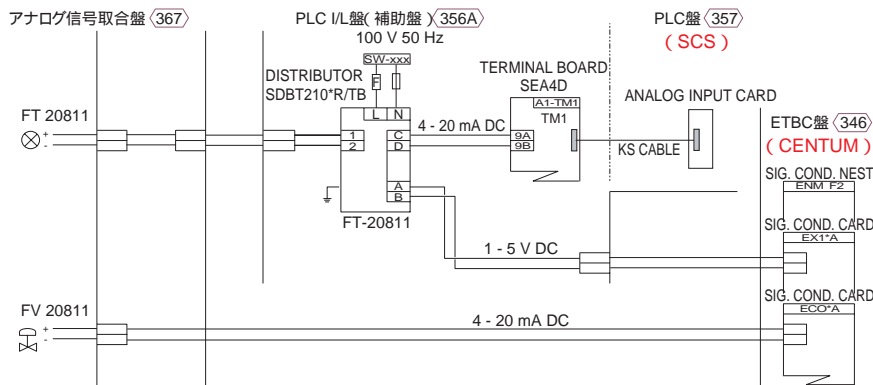 アナログ信号取合盤 367
PLC I/L盤( 補助盤 ) 356A
PLC盤 357
( SCS )
100 V 50 Hz
SW-xxx
F
DISTRIBUTOR
SDBT210*R/TB
L N
TERMINAL BOARD
SEA4D
A1-TM1
TM1
ANALOG INPUT CARD
ETBC盤 346
( CENTUM )
FT 20811
+
-
1
2
C
D
4 - 20 mA DC
9A
9B
KS CABLE
SIG. COND. NEST
ENM F2
A
B
FT-20811
SIG. COND. CARD
EX1*A
1 - 5 V DC
SIG. COND. CARD
ECO*A
FV 20811
+
-
4 - 20 mA DC